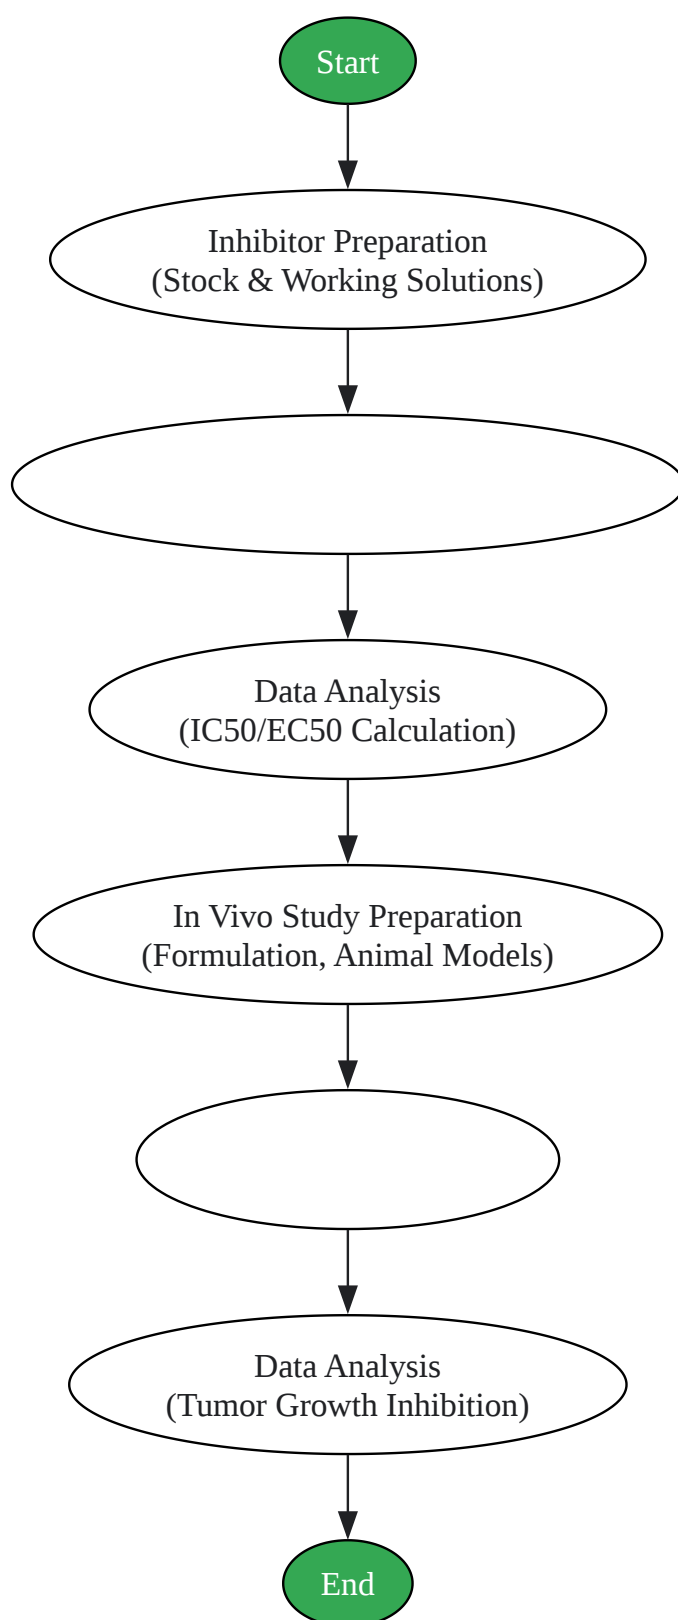 Start
Inhibitor Preparation
(Stock & Working Solutions)
Data Analysis
(IC50/EC50 Calculation)
In Vivo Study Preparation
(Formulation, Animal Models)
Data Analysis
(Tumor Growth Inhibition)
End